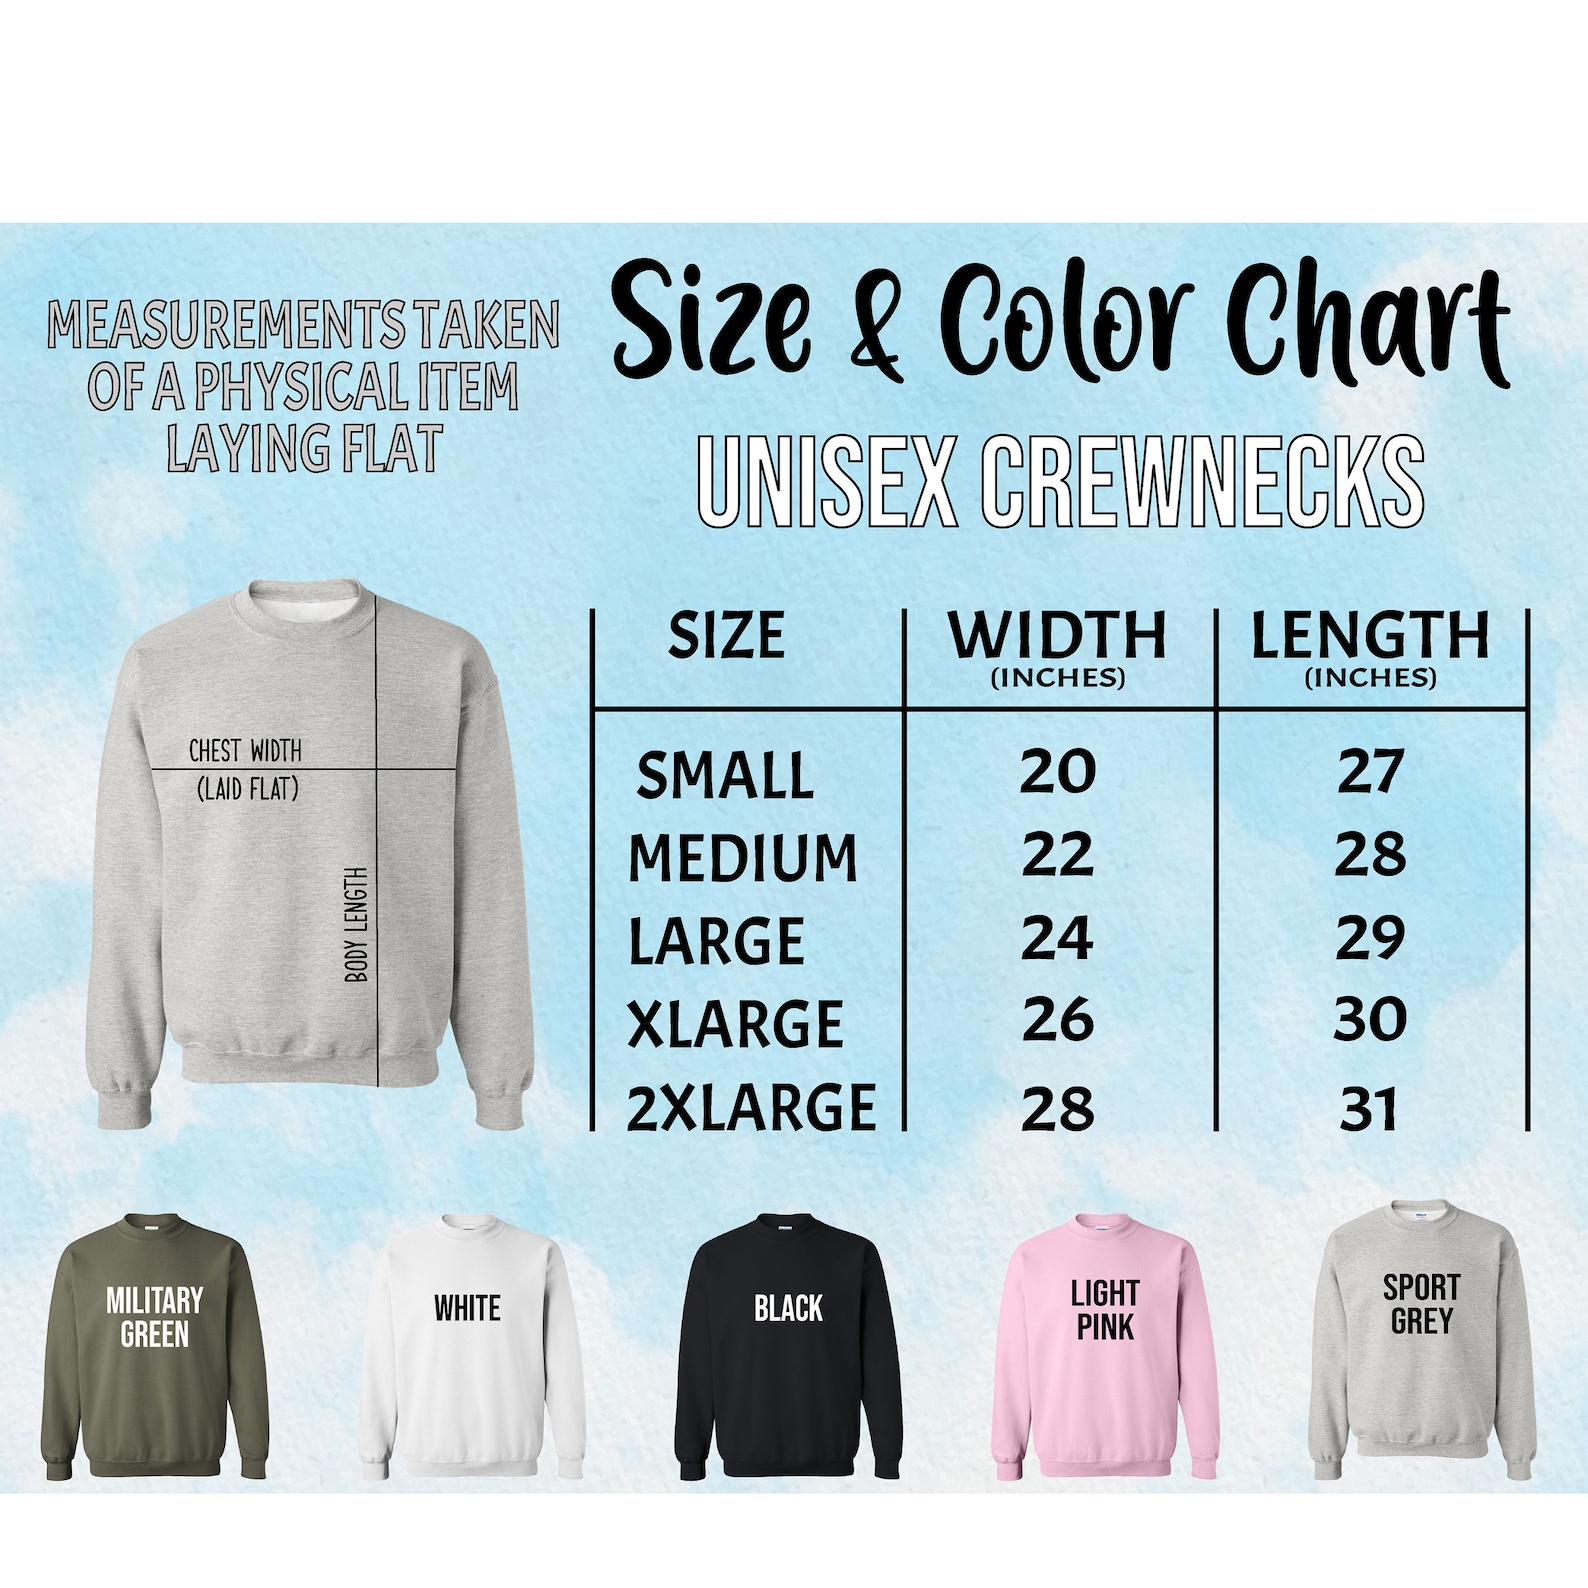 MEASUREMENTS TAKEN
OF A PHYSICAL ITEM
LAYING FLAT
Size & Color Chart
UNISEX CREWNECKS
CHEST WIDTH
(LAID FLAT)
BODY LENGTH
SIZE WIDTH LENGTH
(INCHES) (INCHES)
SMALL 20 27
MEDIUM 22 28
LARGE 24 29
XLARGE 26 30
2XLARGE 28 31
MILITARY
GREEN
WHITE
BLACK
LIGHT
PINK
SPORT
GREY